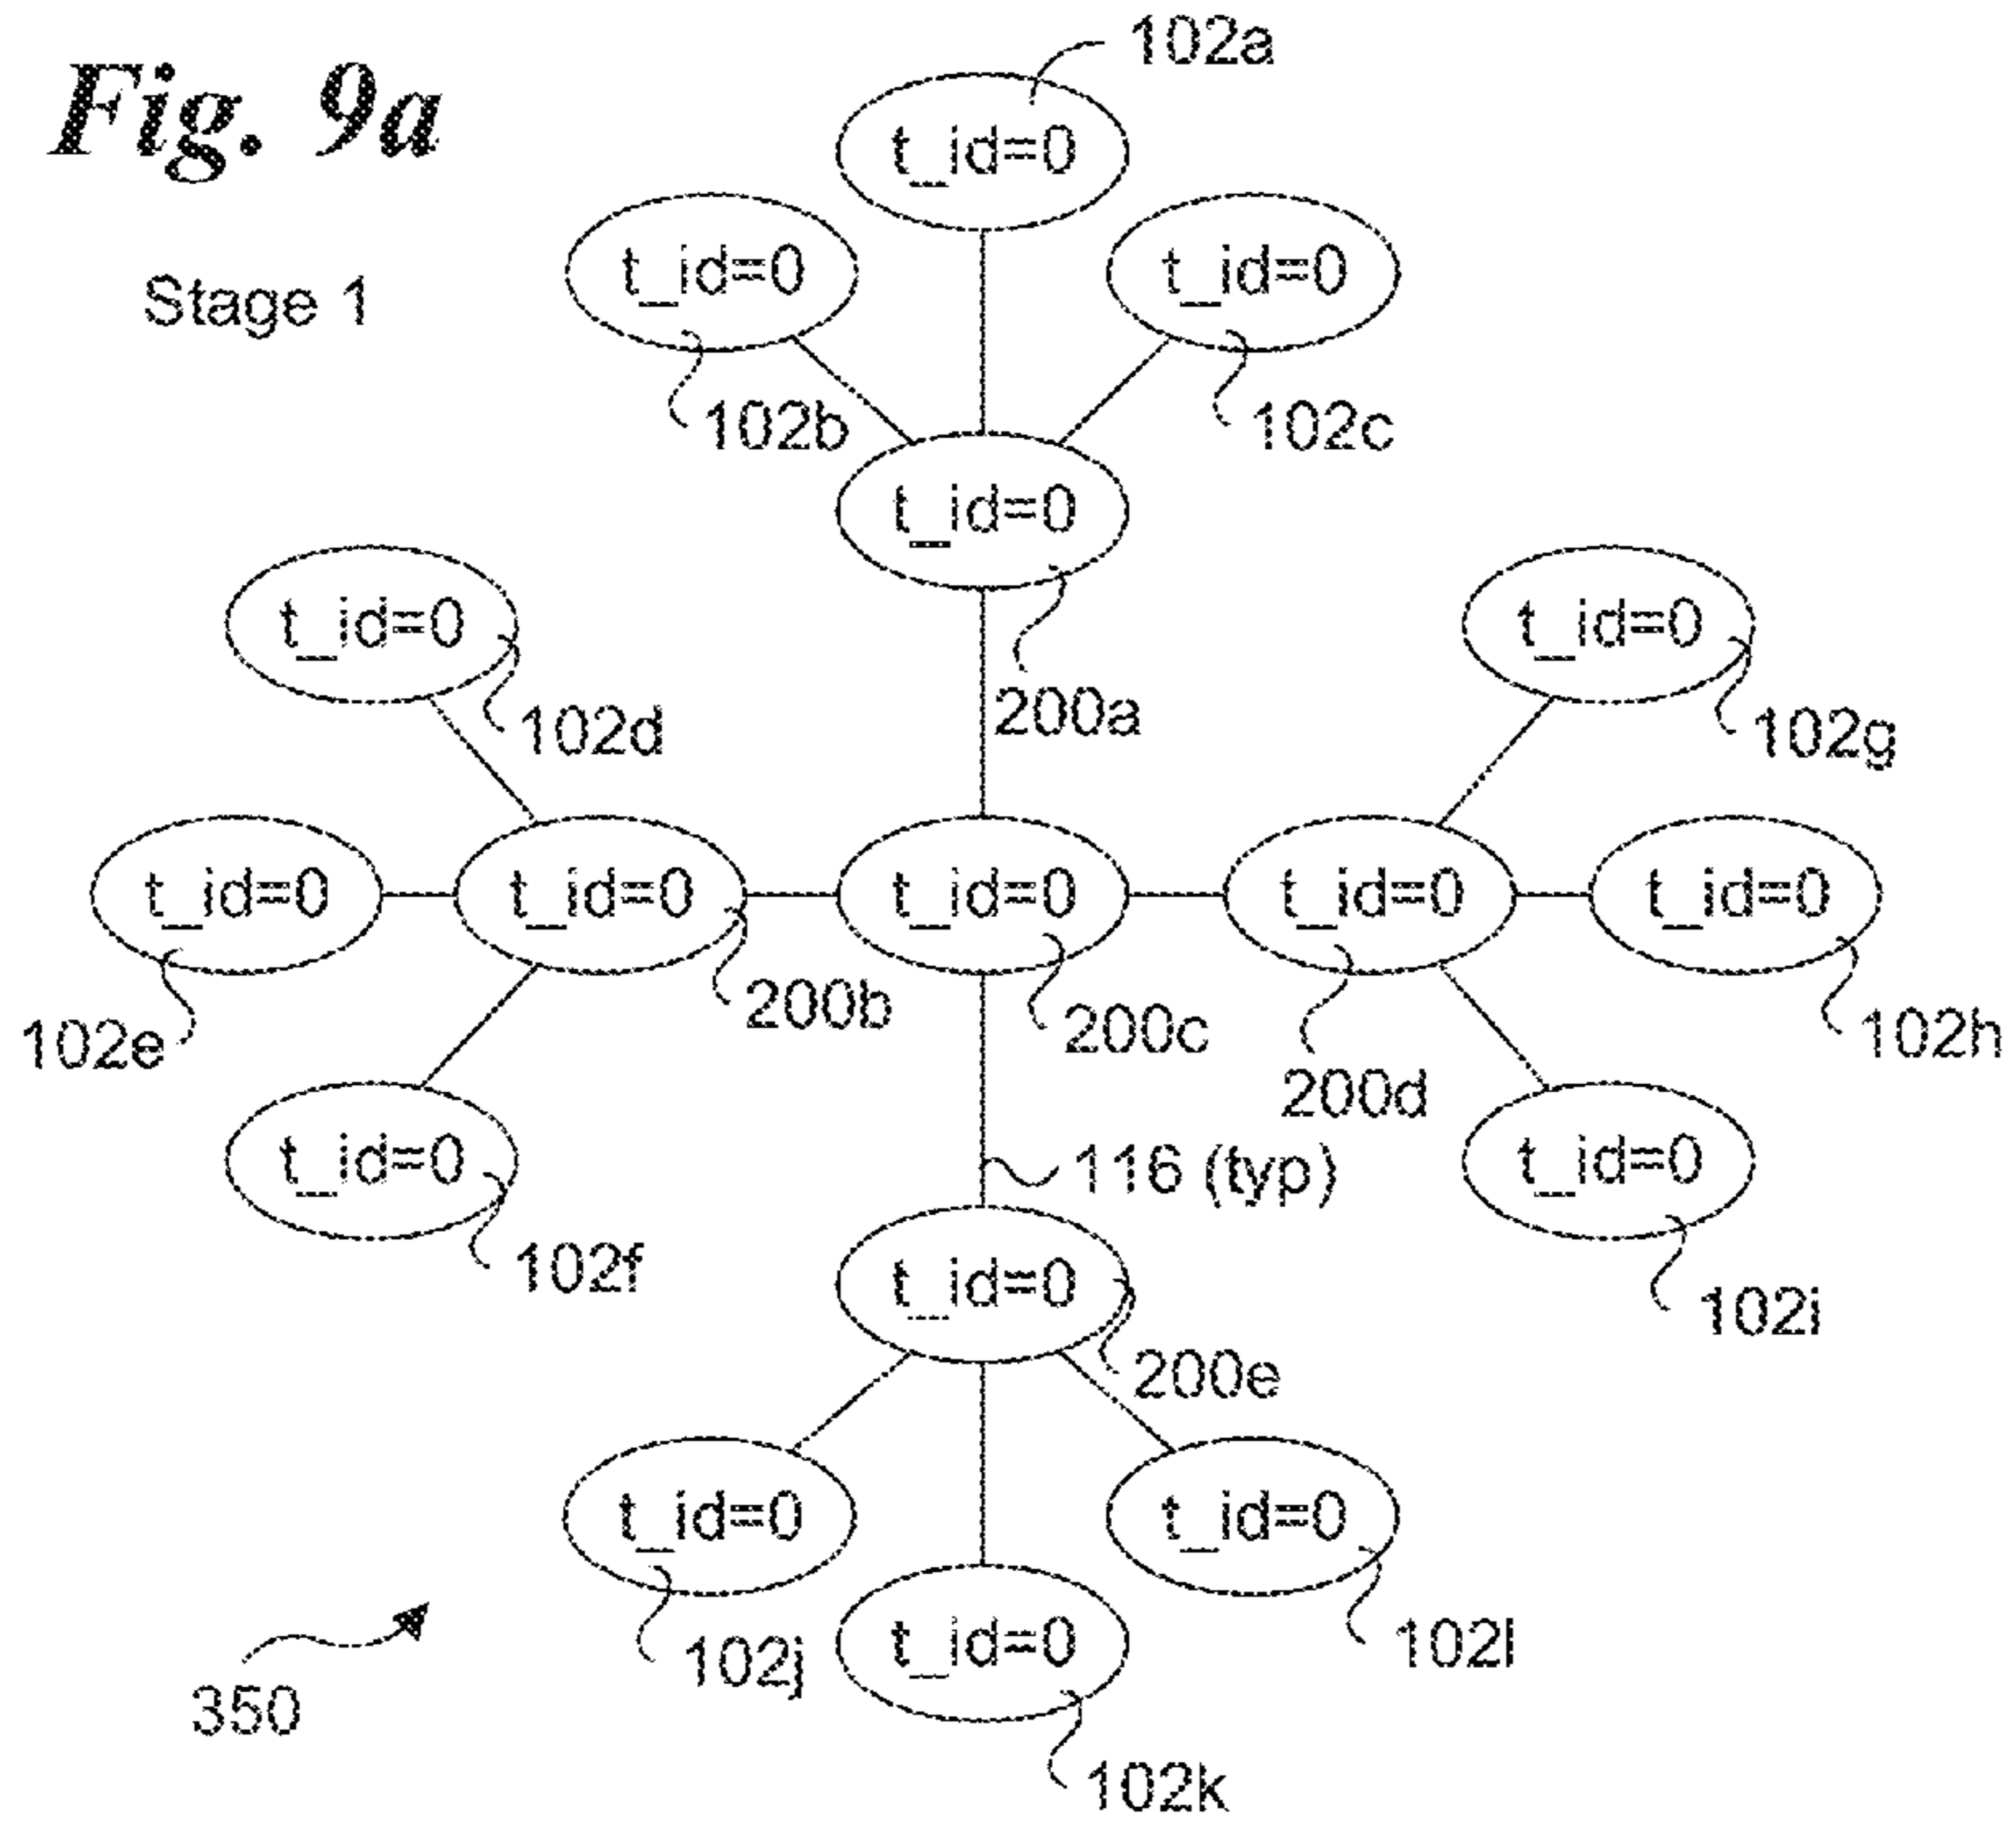 Fig. 9a
102a
t_id=0
t_id=0
t_id=0
Stage 1
102b
102c
t_id=0
t_id=0
t_id=0
200a
102d
102g
t_id=0
t_id=0
t_id=0
t_id=0
t_id=0
200b
200c
102e
102h
200d
t_id=0
116 (typ)
t_id=0
102f
t_id=0
102i
200e
t_id=0
t_id=0
102j
t_id=0
102l
350
102k